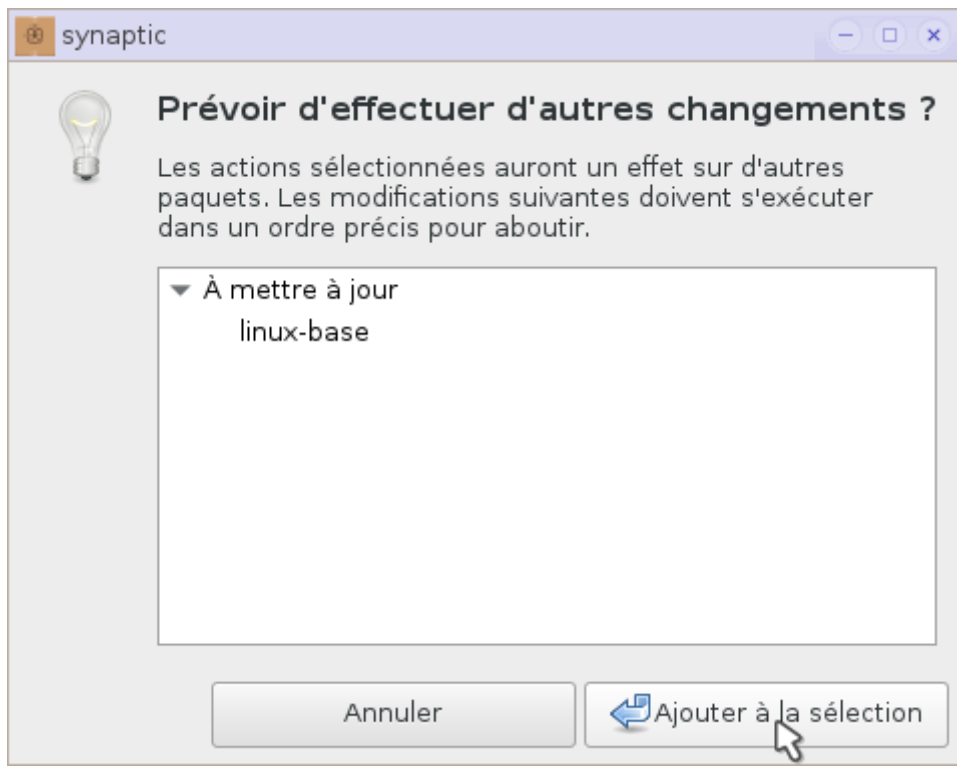 synaptic
Prévoir d'effectuer d'autres changements ?
Les actions sélectionnées auront un effet sur d'autres
paquets. Les modifications suivantes doivent s'exécuter
dans un ordre précis pour aboutir.
À mettre à jour
linux-base
Annuler
Ajouter à la sélection